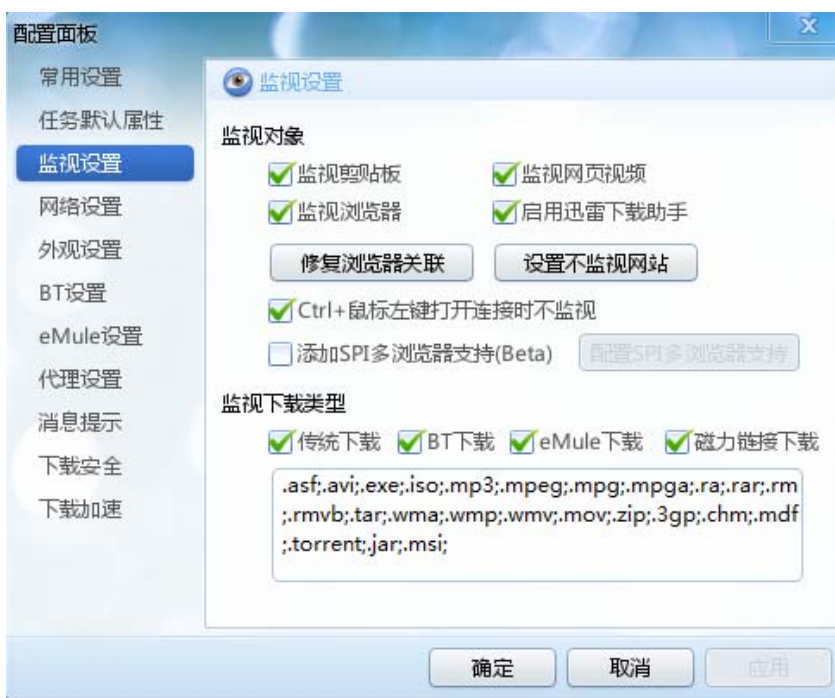 配置面板
常用设置
任务默认属性
监视设置
网络设置
外观设置
BT设置
eMule设置
代理设置
消息提示
下载安全
下载加速
监视设置
监视对象
监视剪贴板 监视网页视频
监视浏览器 启用迅雷下载助手
修复浏览器关联 设置不监视网站
Ctrl+鼠标左键打开连接时不监视
添加SPI多浏览器支持(Beta) 配置SPI多浏览器支持
监视下载类型
传统下载 BT下载 eMule下载 磁力链接下载
.asf;.avi;.exe;.iso;.mp3;.mpeg;.mpg;.mpga;.ra;.rar;.rm
;.rmvb;.tar;.wma;.wmp;.wmv;.mov;.zip;.3gp;.chm;.mdf
;.torrent;.jar;.msi;
确定 取消 应用